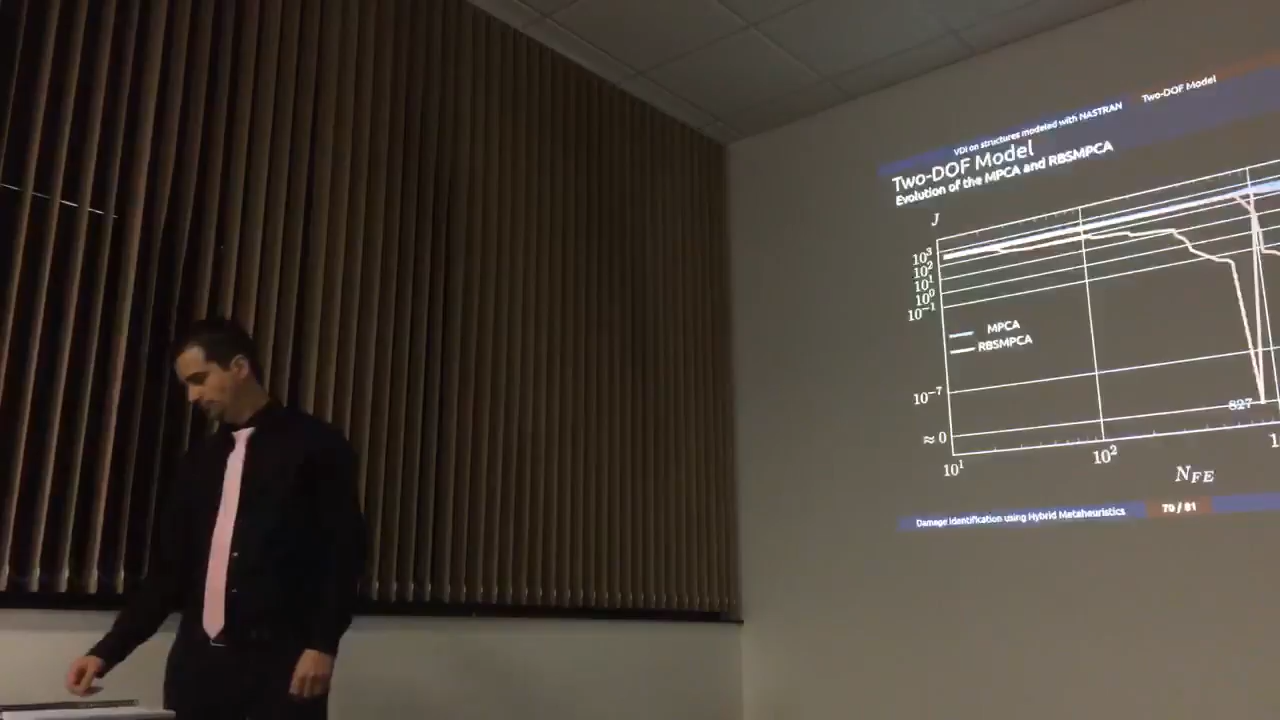 VDI on structures modeled with NASTRAN Two-DOF Model
Two-DOF Model
Evolution of the MPCA and RBSMPCA
J
10³
10²
10¹
10⁰
10⁻¹
MPCA
RBSMPCA
10⁻⁷
827
≈ 0
10¹ 10² 1
N_FE
Damage Identification using Hybrid Metaheuristics 70 / 81